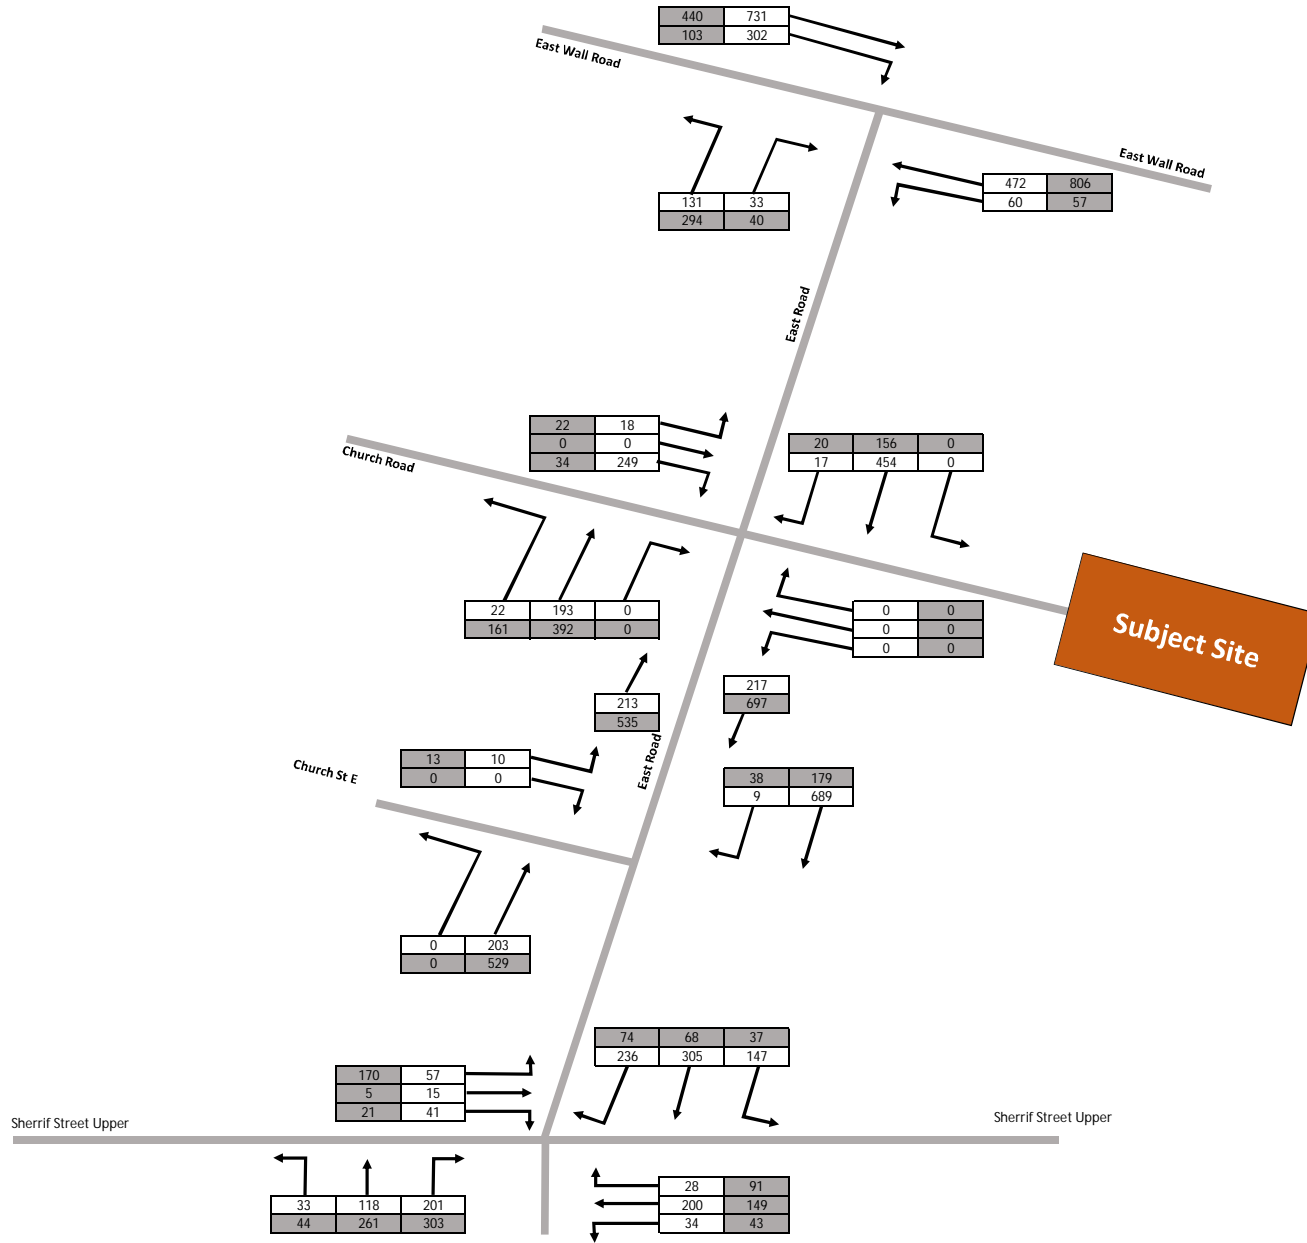 440 731
103 302
East Wall Road
East Wall Road
472 806
60 57
131 33
294 40
East Road
22 18
0 0
34 249
20 156 0
17 454 0
Church Road
22 193 0
161 392 0
0 0
0 0
0 0
Subject Site
217
697
213
535
East Road
13 10
0 0
Church St E
38 179
9 689
0 203
0 529
74 68 37
236 305 147
170 57
5 15
21 41
Sherrif Street Upper
Sherrif Street Upper
28 91
200 149
34 43
33 118 201
44 261 303